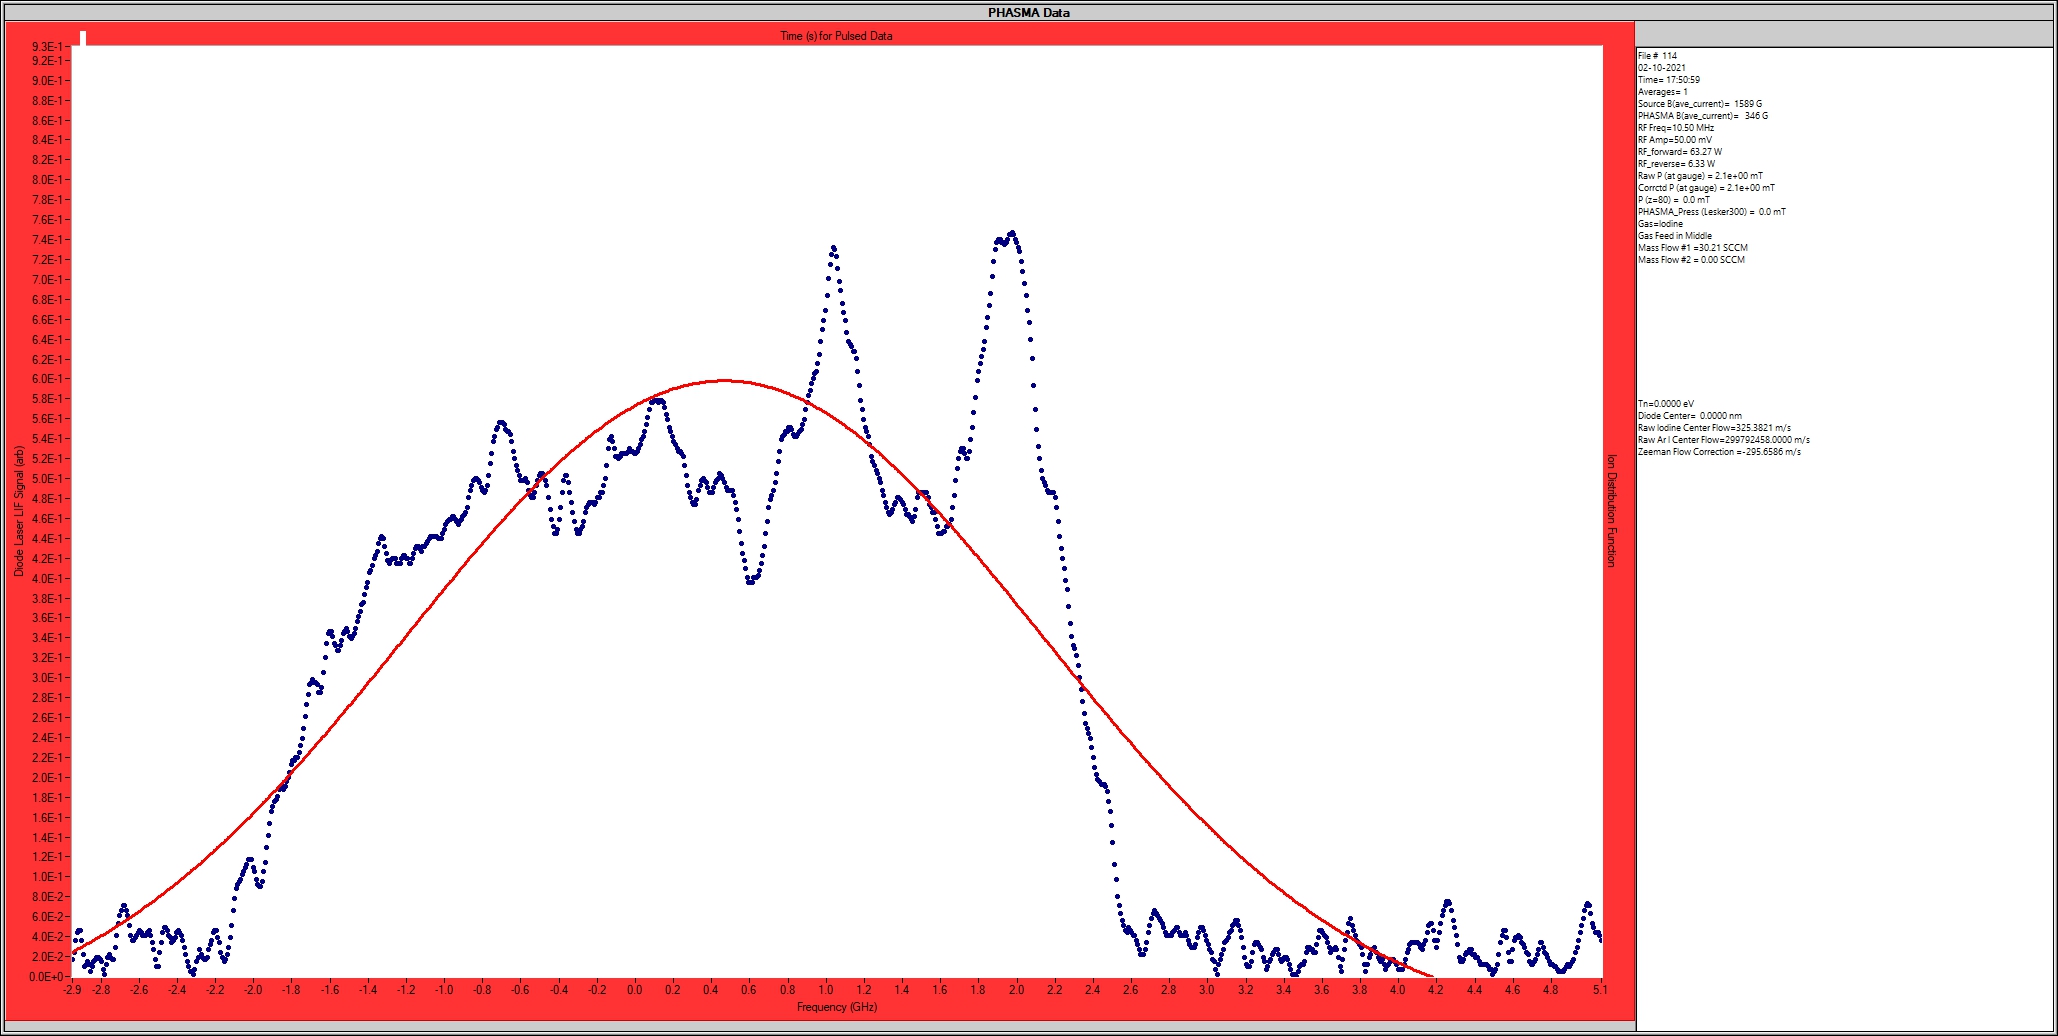 PHASMA Data
Time (s) for Pulsed Data
9.3E-1
9.2E-1
9.0E-1
8.8E-1
8.6E-1
8.4E-1
8.2E-1
8.0E-1
7.8E-1
7.6E-1
7.4E-1
7.2E-1
7.0E-1
6.8E-1
6.6E-1
6.4E-1
6.2E-1
6.0E-1
5.8E-1
5.6E-1
5.4E-1
5.2E-1
5.0E-1
4.8E-1
4.6E-1
4.4E-1
4.2E-1
4.0E-1
3.8E-1
3.6E-1
3.4E-1
3.2E-1
3.0E-1
2.8E-1
2.6E-1
2.4E-1
2.2E-1
2.0E-1
1.8E-1
1.6E-1
1.4E-1
1.2E-1
1.0E-1
8.0E-2
6.0E-2
4.0E-2
2.0E-2
0.0E+0
Diode Laser LIF Signal (arb)
-2.9 -2.8 -2.6 -2.4 -2.2 -2.0 -1.8 -1.6 -1.4 -1.2 -1.0 -0.8 -0.6 -0.4 -0.2 0.0 0.2 0.4 0.6 0.8 1.0 1.2 1.4 1.6 1.8 2.0 2.2 2.4 2.6 2.8 3.0 3.2 3.4 3.6 3.8 4.0 4.2 4.4 4.6 4.8 5.1
Frequency (GHz)
Ion Distribution Function
File # 114
02-10-2021
Time= 17:50:59
Averages= 1
Source B(ave_current)= 1589 G
PHASMA B(ave_current)= 346 G
RF Freq=10.50 MHz
RF Amp=50.00 mV
RF_forward= 63.27 W
RF_reverse= 6.33 W
Raw P (at gauge) = 2.1e+00 mT
Corrctd P (at gauge) = 2.1e+00 mT
P (z=80) = 0.0 mT
PHASMA_Press (Lesker300) = 0.0 mT
Gas=Iodine
Gas Feed in Middle
Mass Flow #1 =30.21 SCCM
Mass Flow #2 = 0.00 SCCM
Tn=0.0000 eV
Diode Center= 0.0000 nm
Raw Iodine Center Flow=325.3821 m/s
Raw Ar I Center Flow=299792458.0000 m/s
Zeeman Flow Correction =-295.6586 m/s